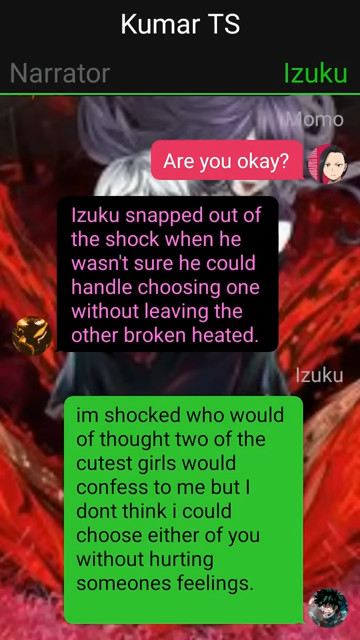 Kumar TS
Narrator
Izuku
Momo
Are you okay?
Izuku snapped out of
the shock when he
wasn't sure he could
handle choosing one
without leaving the
other broken heated.
Izuku
im shocked who would
of thought two of the
cutest girls would
confess to me but I
dont think i could
choose either of you
without hurting
someones feelings.